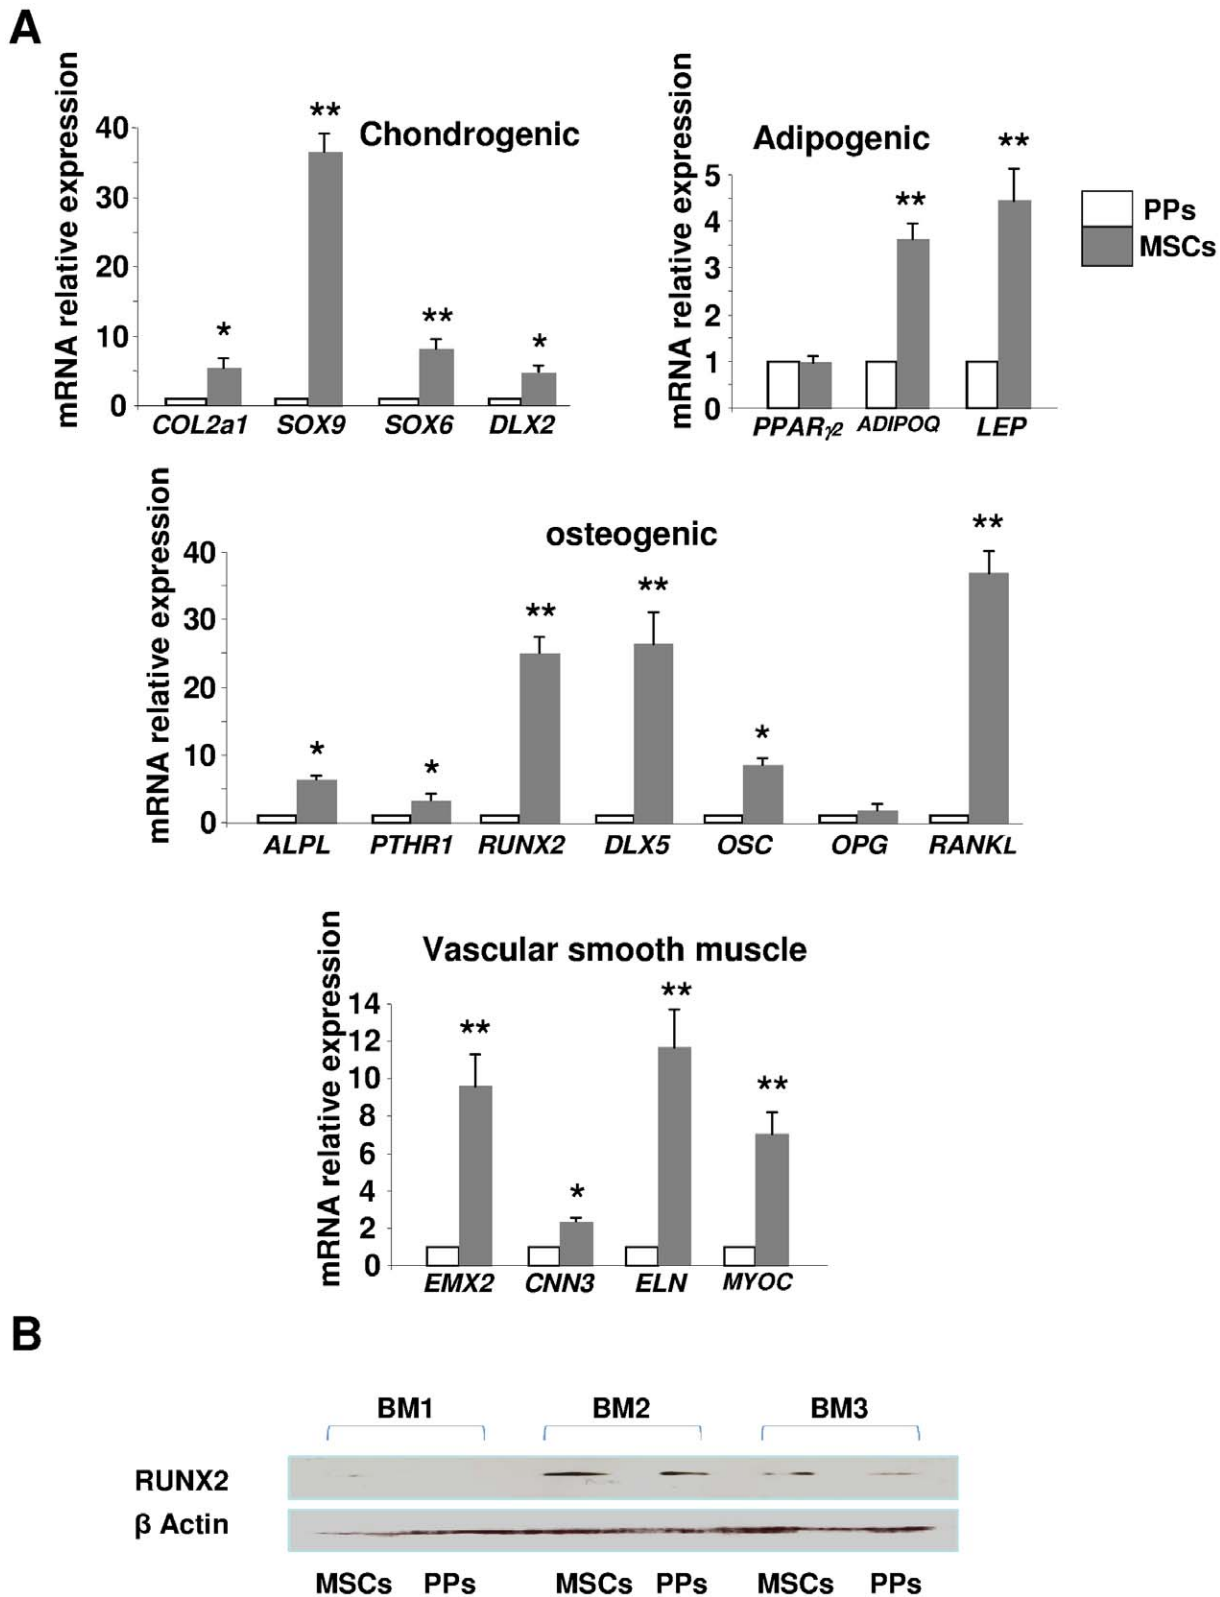 A
mRNA relative expression
Chondrogenic
40
30
20
10
0
**
*
**
*
COL2a1 SOX9 SOX6 DLX2
mRNA relative expression
Adipogenic
5
4
3
2
1
0
**
**
PPARγ2 ADIPOQ LEP
PPs
MSCs
mRNA relative expression
osteogenic
40
30
20
10
0
*
*
**
**
*
**
ALPL PTHR1 RUNX2 DLX5 OSC OPG RANKL
mRNA relative expression
Vascular smooth muscle
14
12
10
8
6
4
2
0
**
*
**
**
EMX2 CNN3 ELN MYOC
B
BM1 BM2 BM3
RUNX2
β Actin
MSCs PPs MSCs PPs MSCs PPs